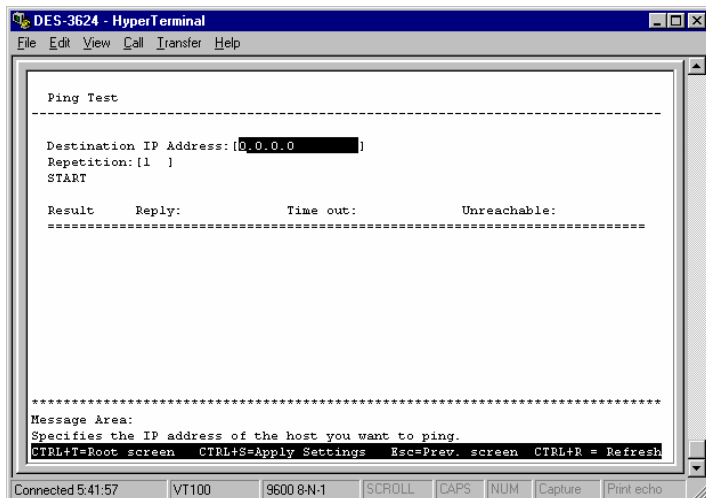 DES-3624 - HyperTerminal
File Edit View Call Transfer Help
Ping Test
--------------------------------------------------------------------------------
Destination IP Address:[0.0.0.0 ]
Repetition:[1 ]
START
Result Reply: Time out: Unreachable:
===========================================================================
*******************************************************************************
Message Area:
Specifies the IP address of the host you want to ping.
CTRL+T=Root screen CTRL+S=Apply Settings Esc=Prev. screen CTRL+R = Refresh
Connected 5:41:57 VT100 9600 8-N-1 SCROLL CAPS NUM Capture Print echo